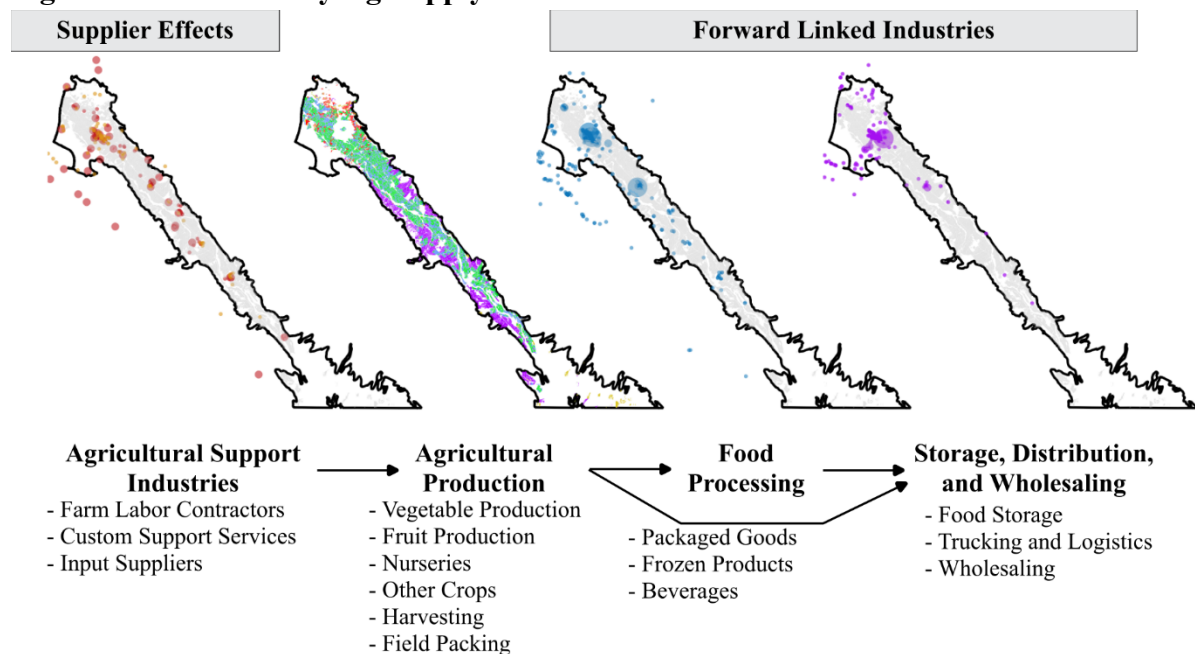 Supplier Effects
Forward Linked Industries
Agricultural Support
Industries
- Farm Labor Contractors
- Custom Support Services
- Input Suppliers
Agricultural
Production
- Vegetable Production
- Fruit Production
- Nurseries
- Other Crops
- Harvesting
- Field Packing
Food
Processing
- Packaged Goods
- Frozen Products
- Beverages
Storage, Distribution,
and Wholesaling
- Food Storage
- Trucking and Logistics
- Wholesaling